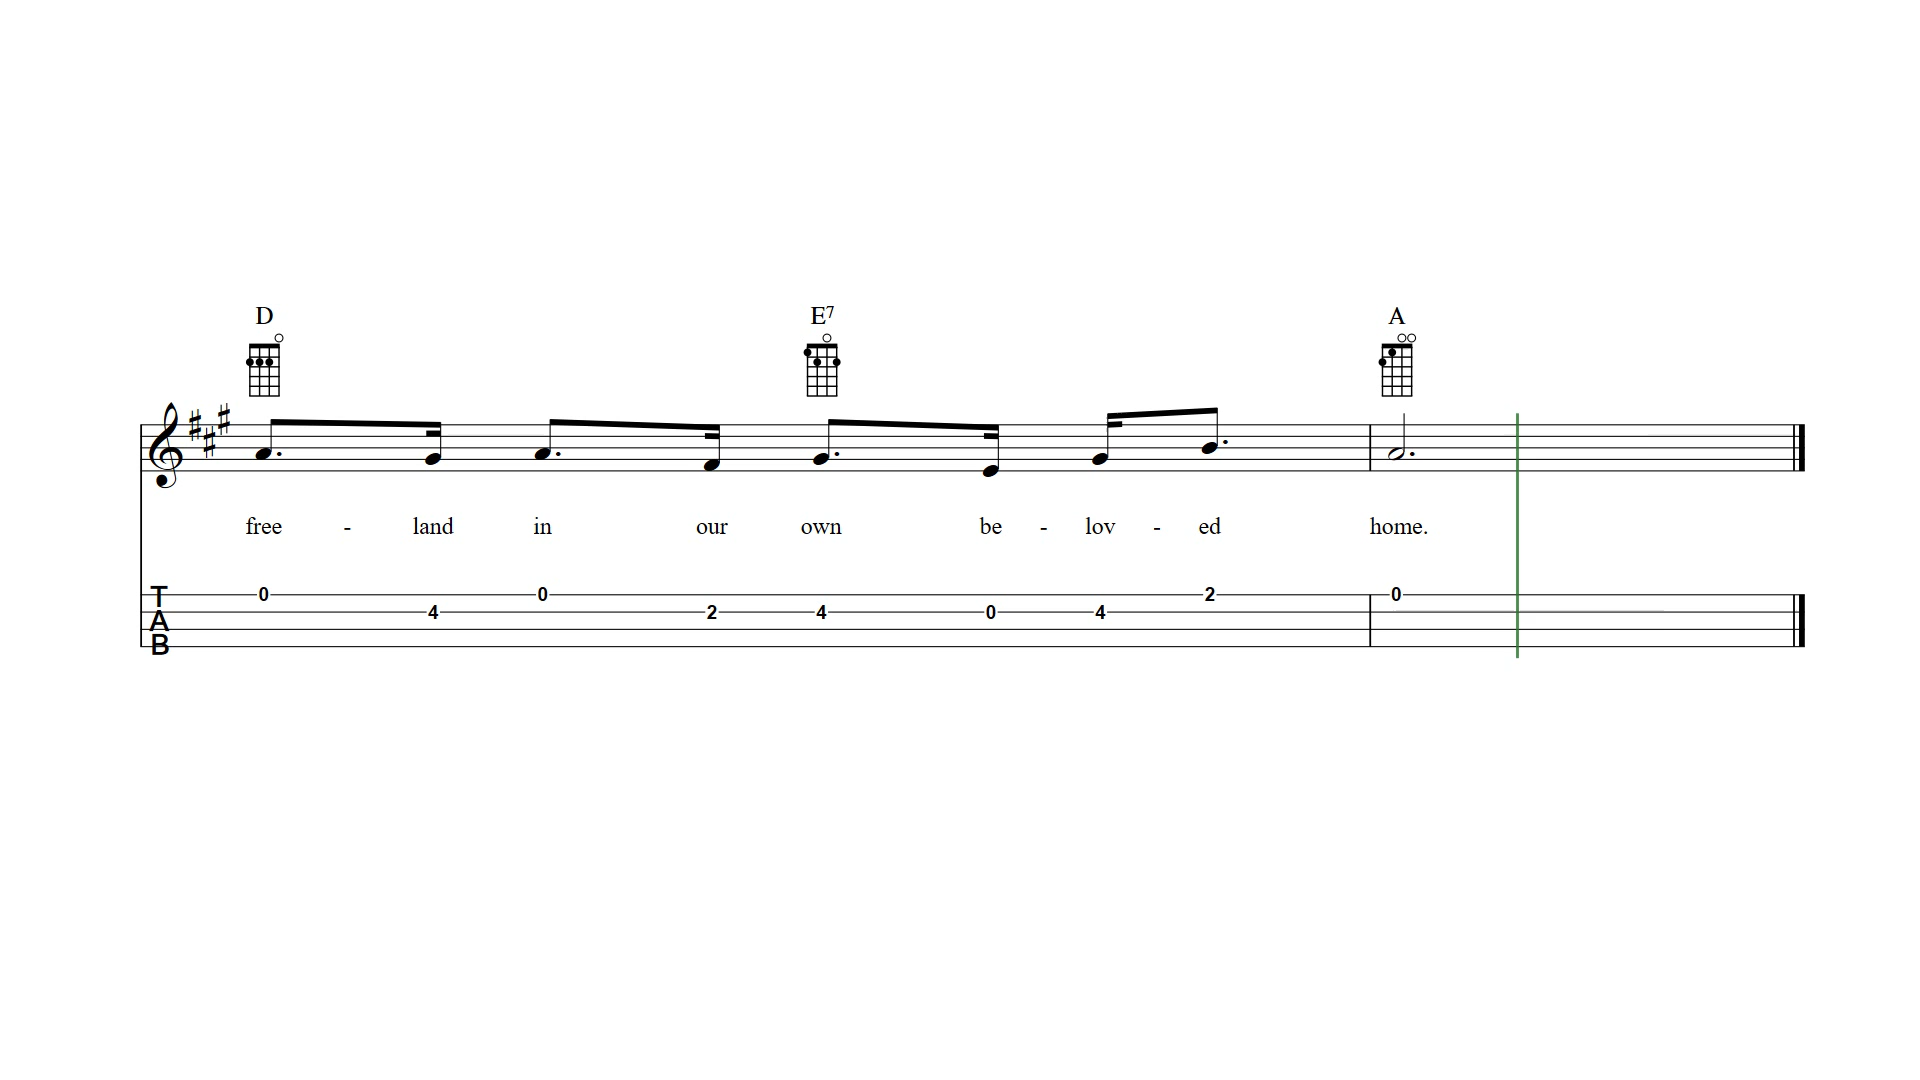 D E⁷ A
free - land in our own be - lov - ed home.
T 0 0 2 0
A 4 2 4 0 4
B